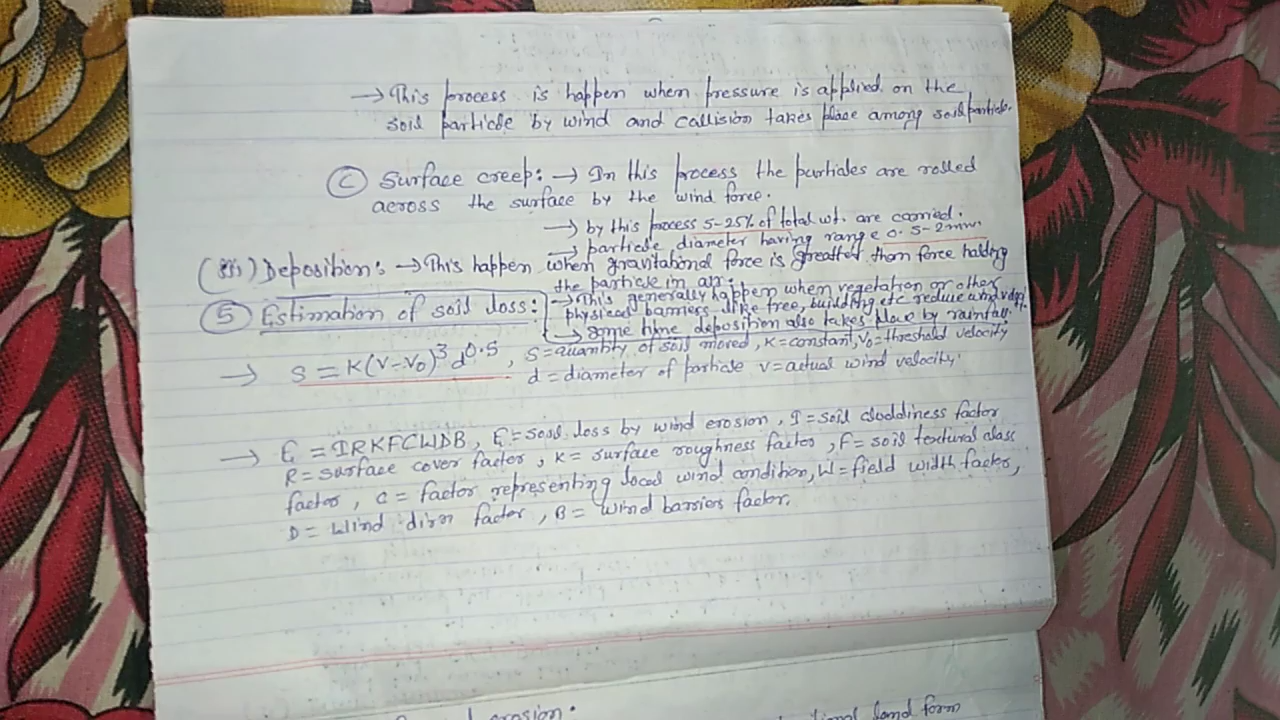 → This process is happen when pressure is applied on the
soil particle by wind and collision takes place among soil particle.
(C) Surface creep: → In this process the particles are rolled
across the surface by the wind force.
→ by this process 5-25% of total wt. are carried.
→ particle diameter having range 0.5-2mm.
(iii) Deposition: → This happen when gravitational force is greatter than force holding
the particle in air.
→ This generally happen when vegetation or other
physical barriers like tree, building etc reduce wind
→ Some time deposition also takes place by rainfall.
(5) Estimation of soil loss:
→ S = K(V-V₀)³d^0.5, S = quantity of soil moved, K = constant, V₀ = threshold velocity
d = diameter of particle V = actual wind velocity
→ E = IRKFCWDB, E = soil loss by wind erosion, I = soil cloddiness factor
R = surface cover factor, K = surface roughness factor, F = soil textural class
factor, C = factor representing local wind condition, W = field width factor,
D = Wind dirn factor, B = wind barriers factor.
erosion:
land form